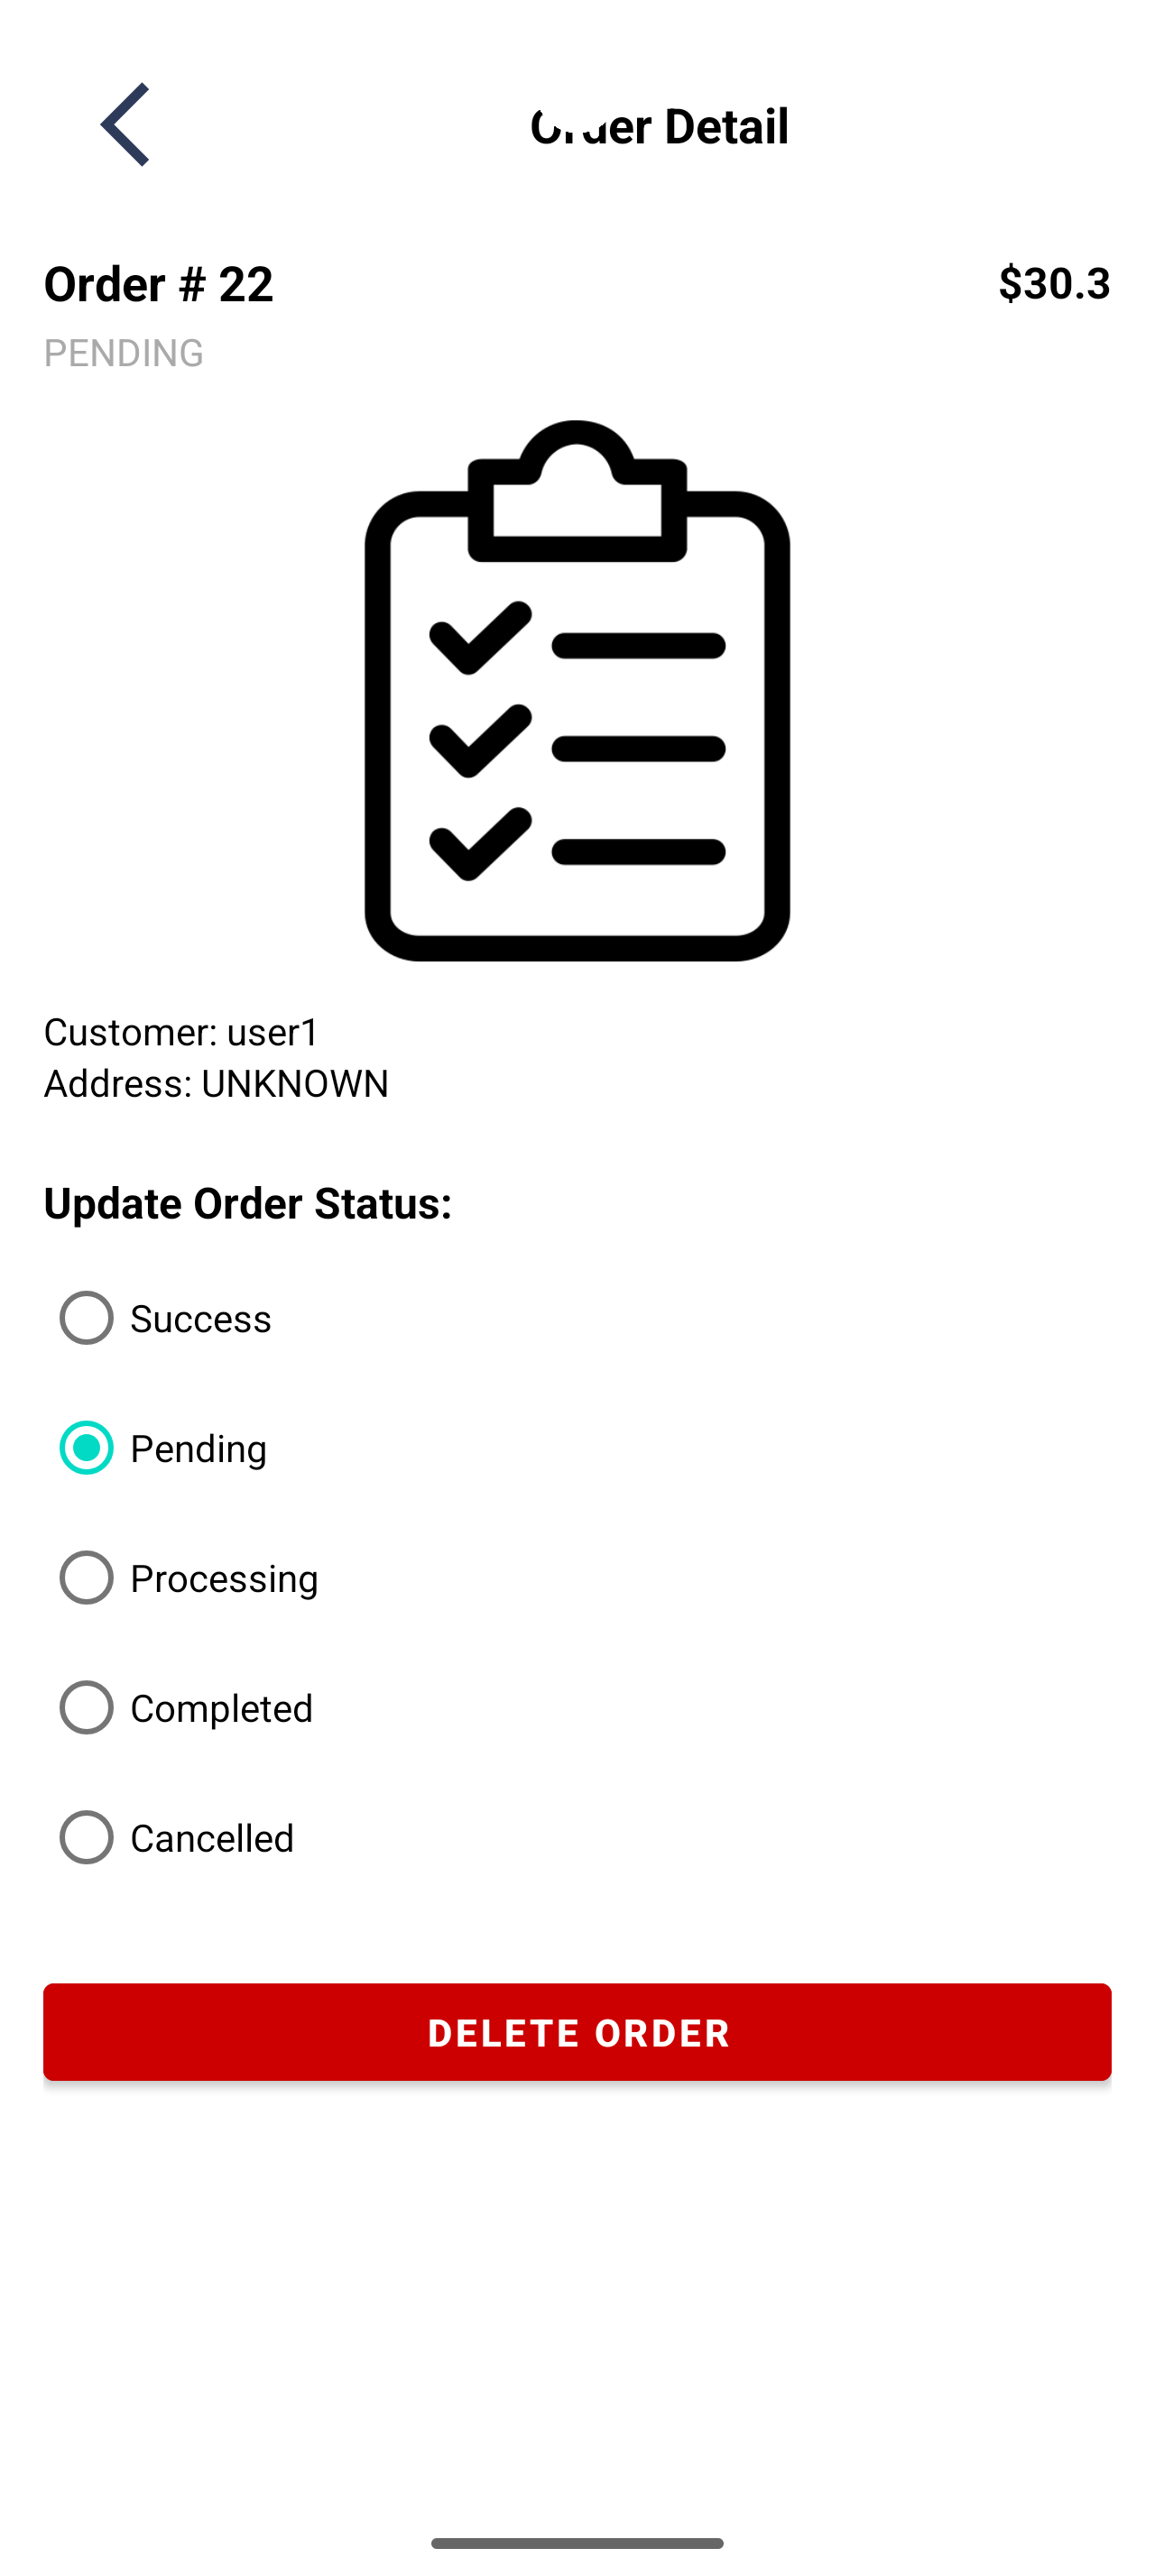 Order Detail
Order # 22
$30.3
PENDING
Customer: user1
Address: UNKNOWN
Update Order Status:
Success
Pending
Processing
Completed
Cancelled
DELETE ORDER